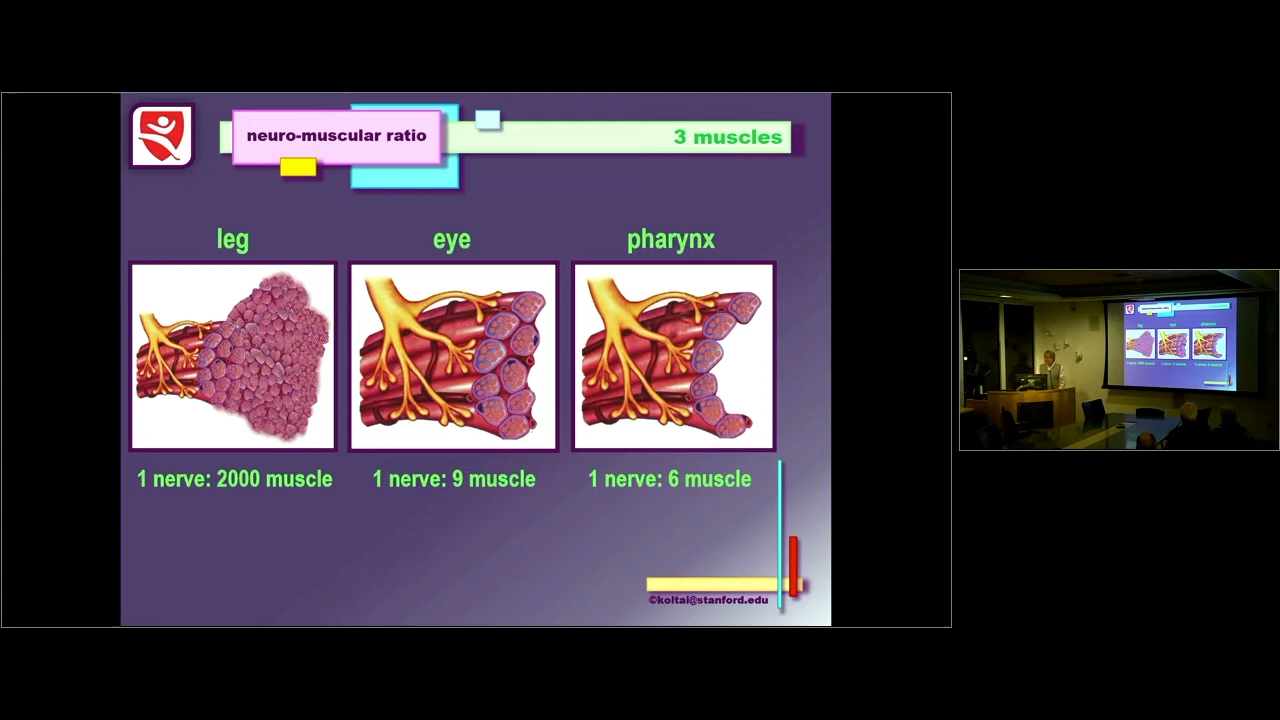 neuro-muscular ratio
3 muscles
leg
eye
pharynx
1 nerve: 2000 muscle
1 nerve: 9 muscle
1 nerve: 6 muscle
©koltai@stanford.edu